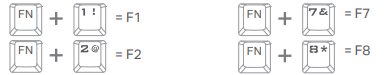 FN + 1! = F1
FN + 2@ = F2
FN + 7& = F7
FN + 8* = F8